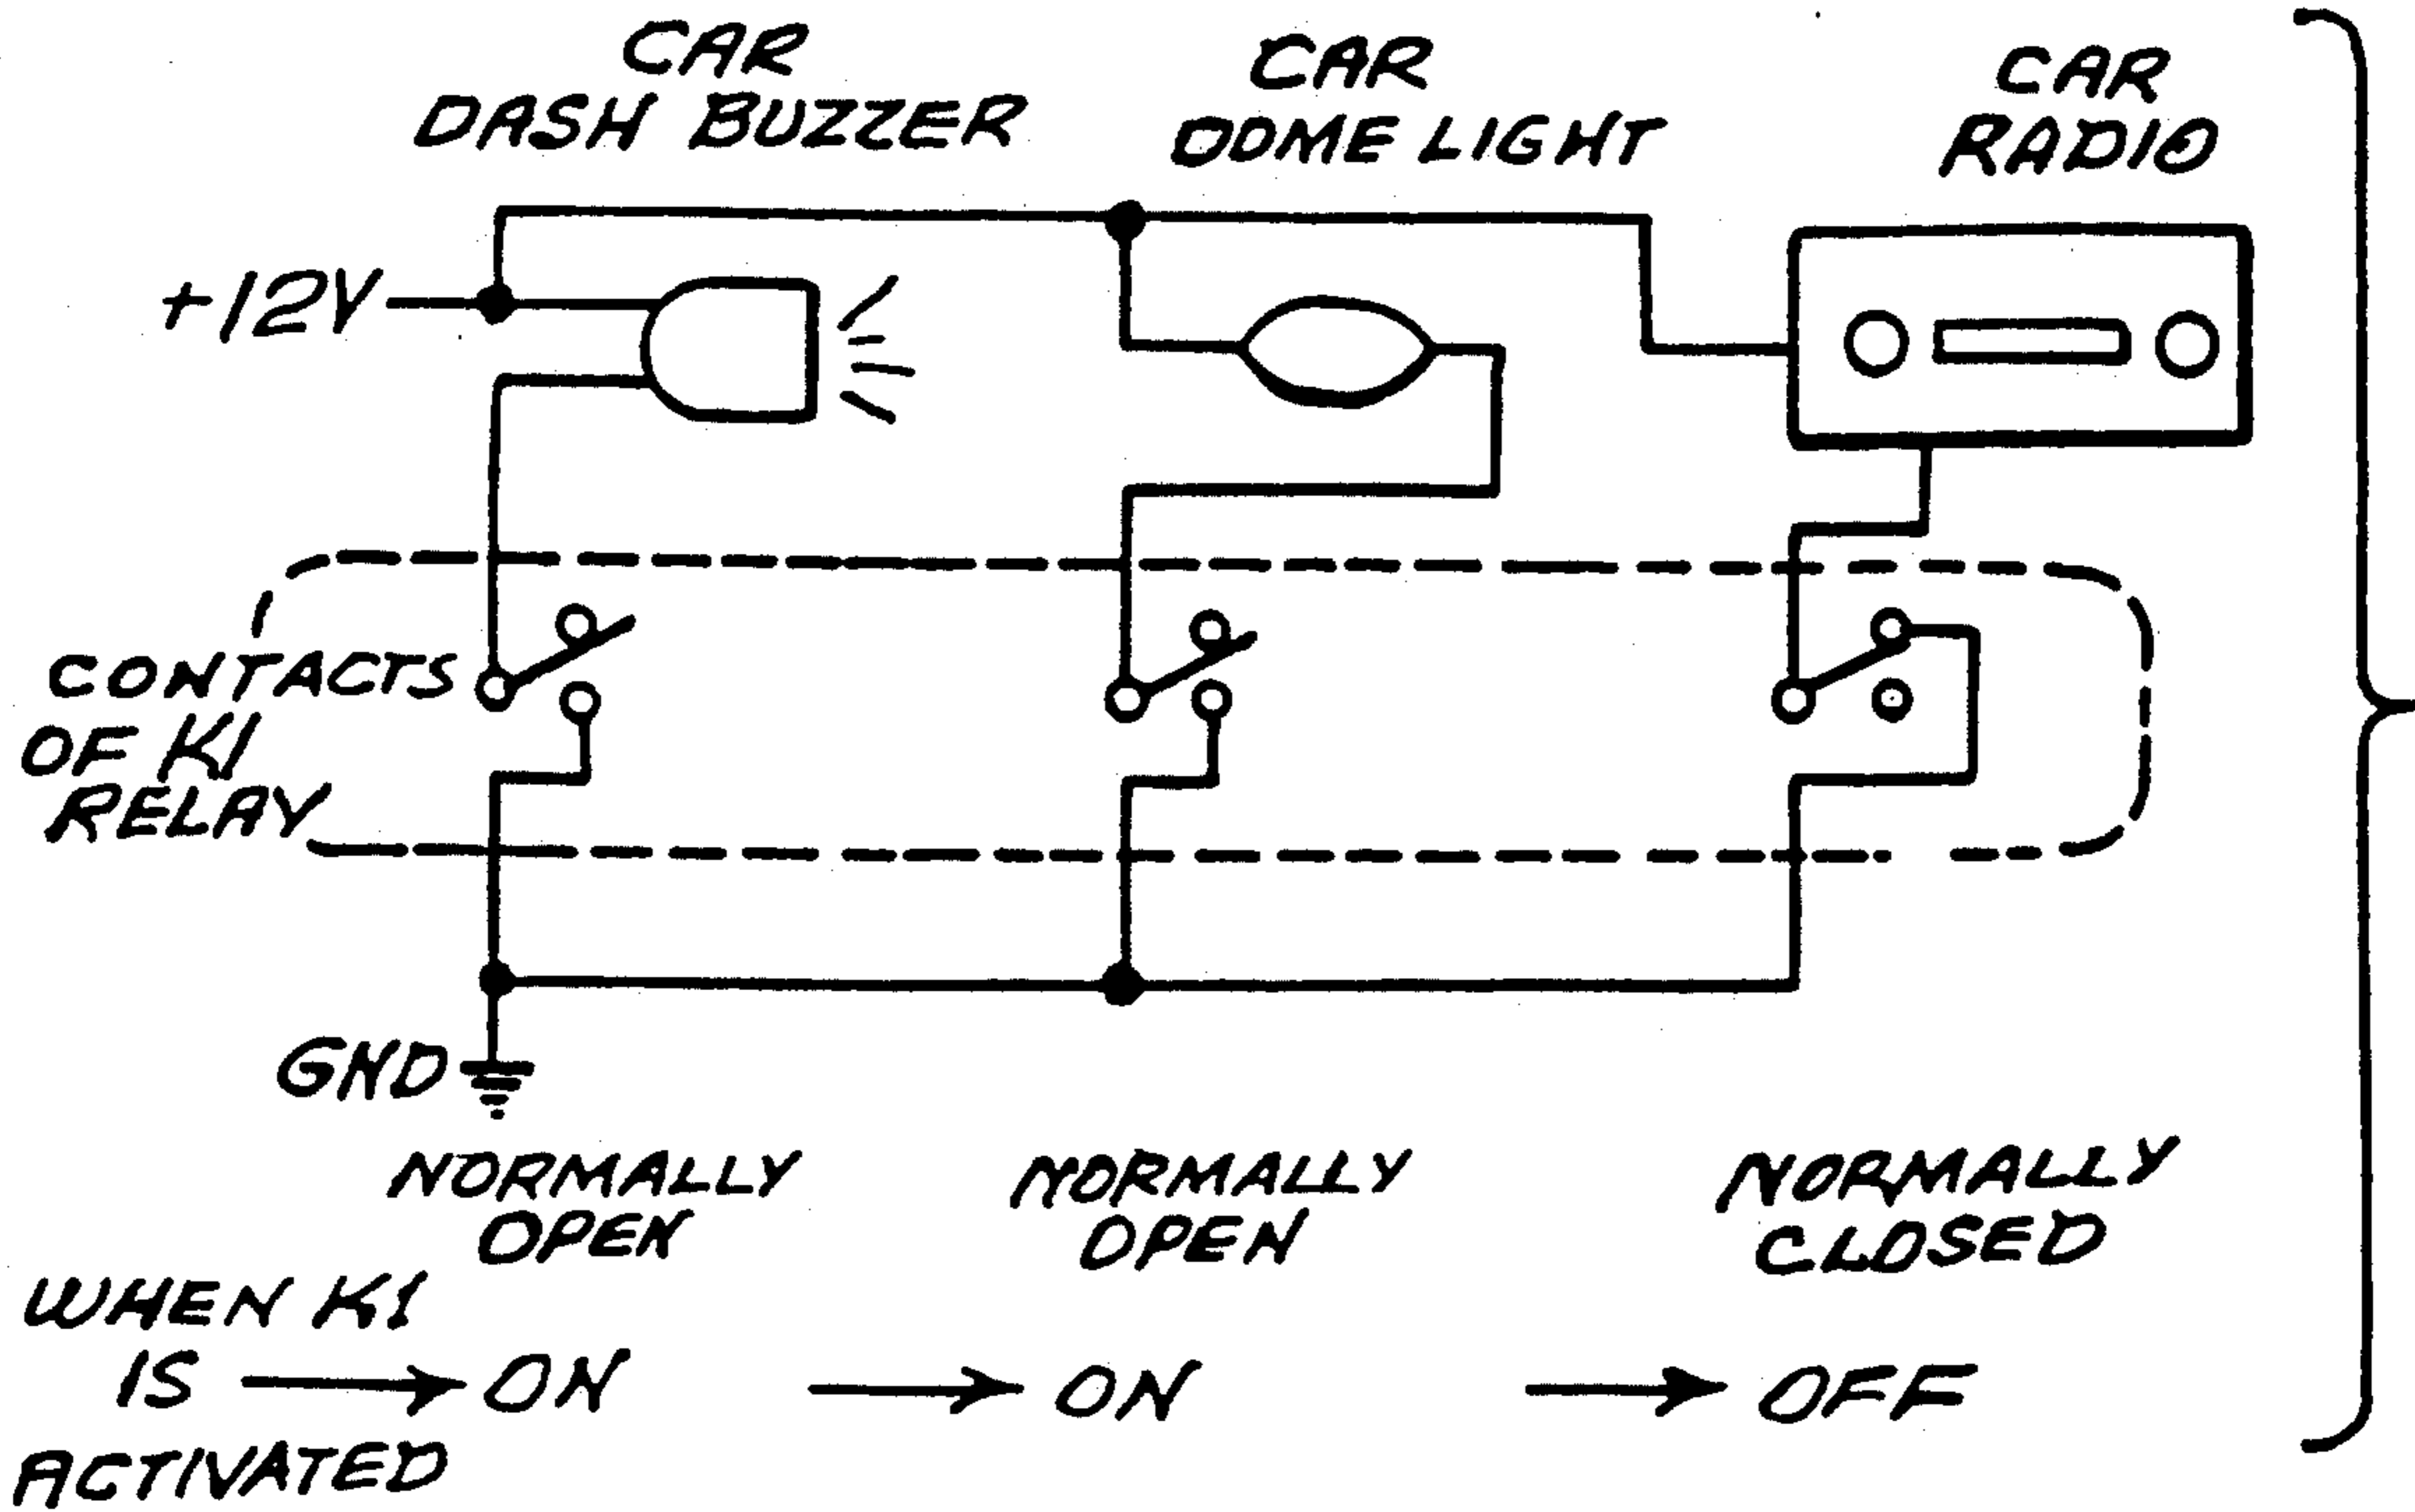 CAR
DASH BUZZER
CAR
DOME LIGHT
CAR
RADIO
+12V
CONTACTS
OF K1
RELAY
GND
NORMALLY
OPEN
NORMALLY
OPEN
NORMALLY
CLOSED
WHEN K1
IS → ON → ON → OFF
ACTIVATED